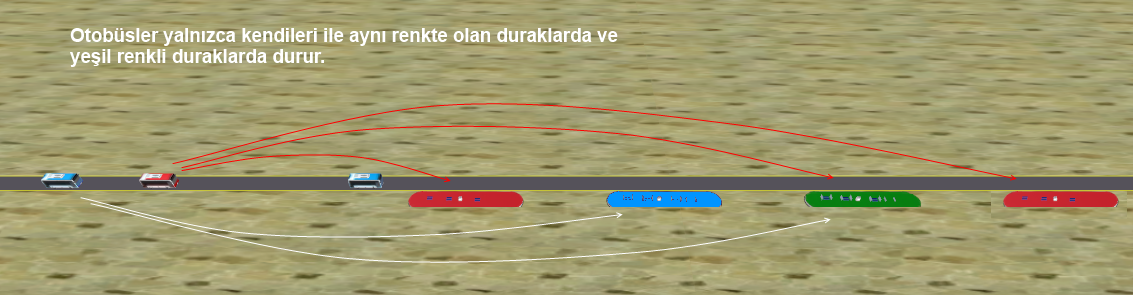 Otobüsler yalnızca kendileri ile aynı renkte olan duraklarda ve
yeşil renkli duraklarda durur.